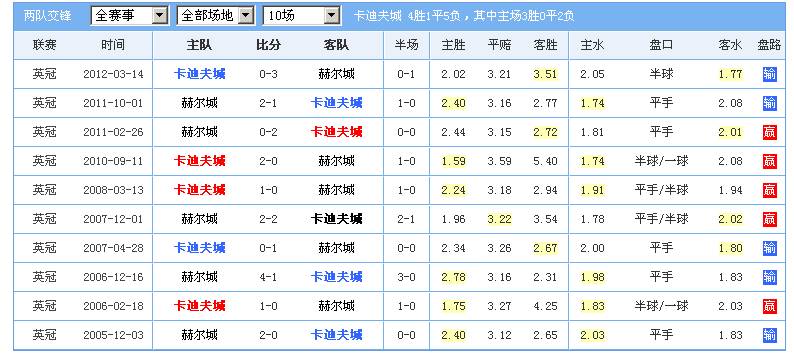 两队交锋 全赛事 全部场地 10场 卡迪夫城 4胜1平5负，其中主场3胜0平2负
联赛 时间 主队 比分 客队 半场 主胜 平赔 客胜 主水 盘口 客水 盘路
英冠 2012-03-14 卡迪夫城 0-3 赫尔城 0-1 2.02 3.21 3.51 2.05 半球 1.77 输
英冠 2011-10-01 赫尔城 2-1 卡迪夫城 1-0 2.40 3.16 2.77 1.74 平手 2.08 输
英冠 2011-02-26 赫尔城 0-2 卡迪夫城 0-0 2.44 3.15 2.72 1.81 平手 2.01 赢
英冠 2010-09-11 卡迪夫城 2-0 赫尔城 1-0 1.59 3.59 5.40 1.74 半球/一球 2.08 赢
英冠 2008-03-13 卡迪夫城 1-0 赫尔城 1-0 2.24 3.18 2.94 1.91 平手/半球 1.94 赢
英冠 2007-12-01 赫尔城 2-2 卡迪夫城 2-1 1.96 3.22 3.54 1.78 平手/半球 2.02 赢
英冠 2007-04-28 卡迪夫城 0-1 赫尔城 0-0 2.34 3.26 2.67 2.00 平手 1.80 输
英冠 2006-12-16 赫尔城 4-1 卡迪夫城 3-0 2.78 3.16 2.31 1.98 平手 1.83 输
英冠 2006-02-18 卡迪夫城 1-0 赫尔城 1-0 1.75 3.27 4.25 1.83 半球/一球 2.03 赢
英冠 2005-12-03 赫尔城 2-0 卡迪夫城 0-0 2.40 3.12 2.65 2.03 平手 1.83 输